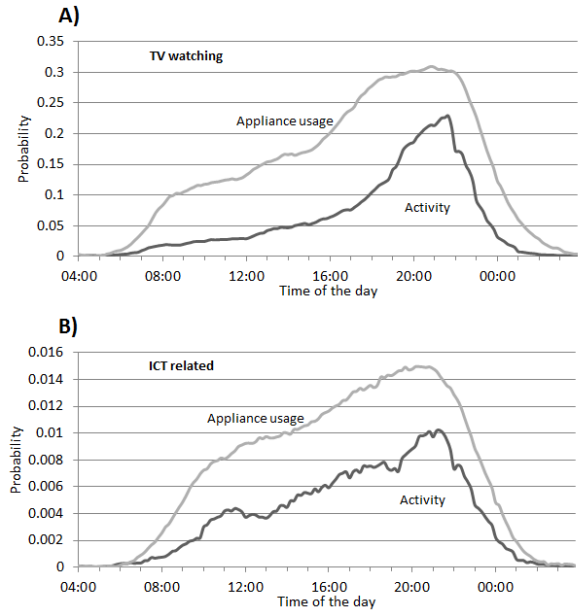 A)
TV watching
0.35
0.3
0.25
0.2
0.15
0.1
0.05
0
Probability
Appliance usage
Activity
04:00 08:00 12:00 16:00 20:00 00:00
Time of the day
B)
ICT related
0.016
0.014
0.012
0.01
0.008
0.006
0.004
0.002
0
Probability
Appliance usage
Activity
04:00 08:00 12:00 16:00 20:00 00:00
Time of the day